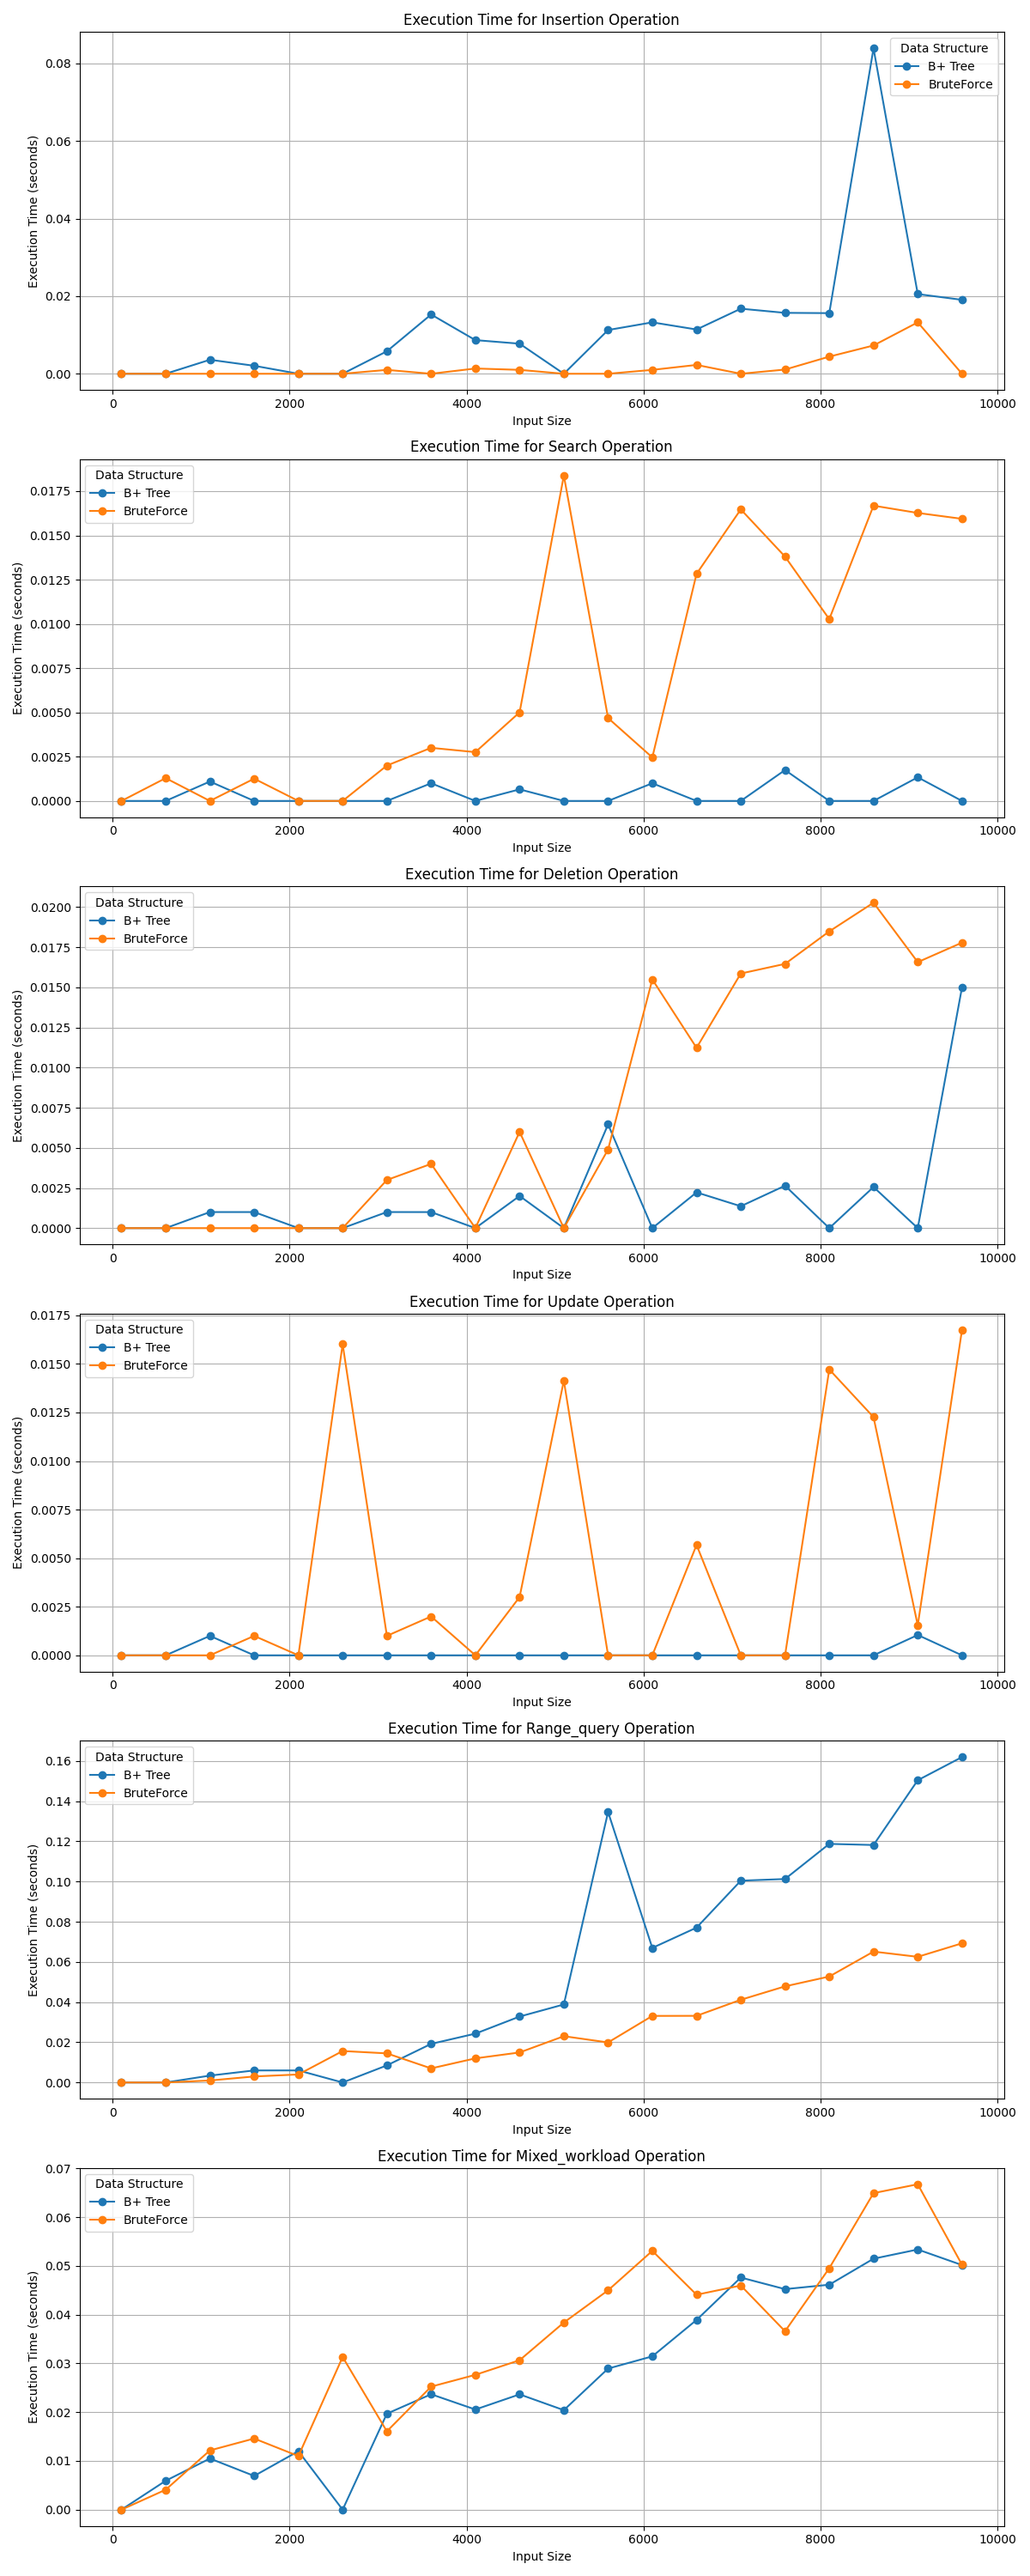 Execution Time for Insertion Operation
Data Structure
B+ Tree
BruteForce
Execution Time (seconds)
0.08
0.06
0.04
0.02
0.00
0 2000 4000 6000 8000 10000
Input Size
Execution Time for Search Operation
Data Structure
B+ Tree
BruteForce
Execution Time (seconds)
0.0175
0.0150
0.0125
0.0100
0.0075
0.0050
0.0025
0.0000
0 2000 4000 6000 8000 10000
Input Size
Execution Time for Deletion Operation
Data Structure
B+ Tree
BruteForce
Execution Time (seconds)
0.0200
0.0175
0.0150
0.0125
0.0100
0.0075
0.0050
0.0025
0.0000
0 2000 4000 6000 8000 10000
Input Size
Execution Time for Update Operation
Data Structure
B+ Tree
BruteForce
Execution Time (seconds)
0.0175
0.0150
0.0125
0.0100
0.0075
0.0050
0.0025
0.0000
0 2000 4000 6000 8000 10000
Input Size
Execution Time for Range_query Operation
Data Structure
B+ Tree
BruteForce
Execution Time (seconds)
0.16
0.14
0.12
0.10
0.08
0.06
0.04
0.02
0.00
0 2000 4000 6000 8000 10000
Input Size
Execution Time for Mixed_workload Operation
Data Structure
B+ Tree
BruteForce
Execution Time (seconds)
0.07
0.06
0.05
0.04
0.03
0.02
0.01
0.00
0 2000 4000 6000 8000 10000
Input Size